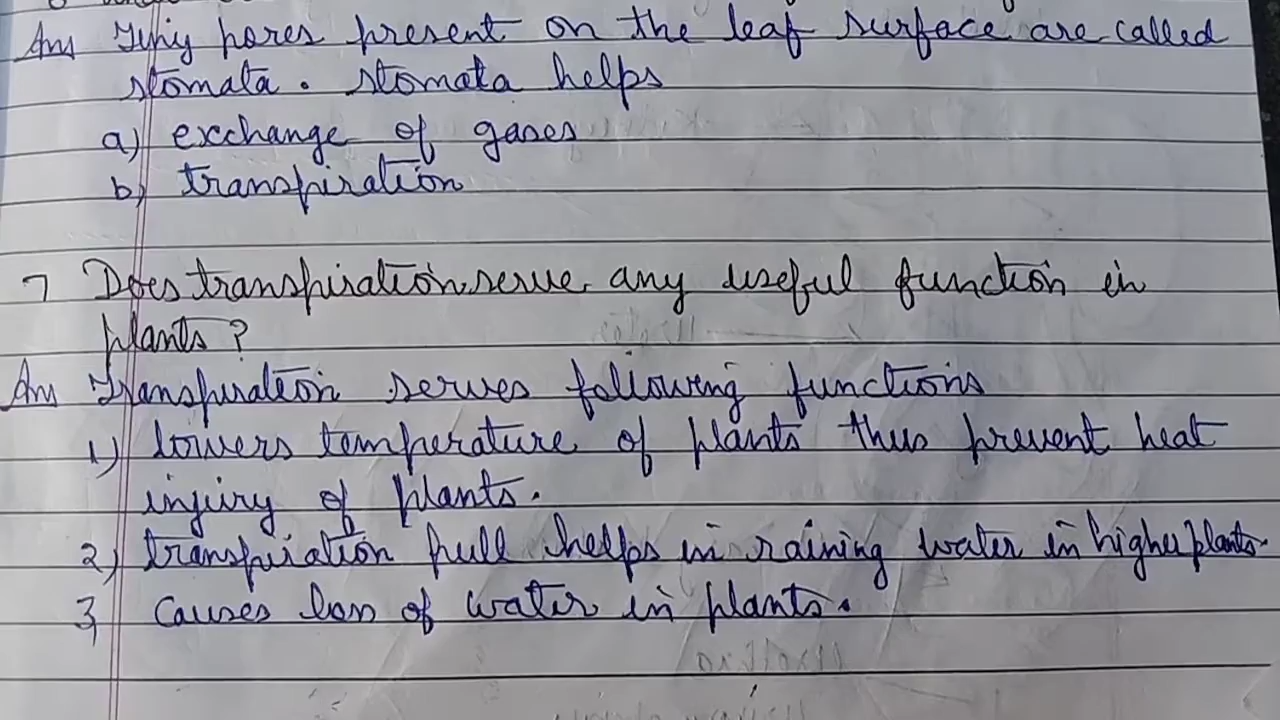 Ans Tiny pores present on the leaf surface are called
stomata. stomata helps
a) exchange of gases
b) transpiration
7 Does transpiration serve any useful function in
plants?
Ans Transpiration serves following functions
1) lowers temperature of plants thus prevent heat
injury of plants.
2) transpiration pull helps in raining water in higher plants.
3, causes loss of water in plants.